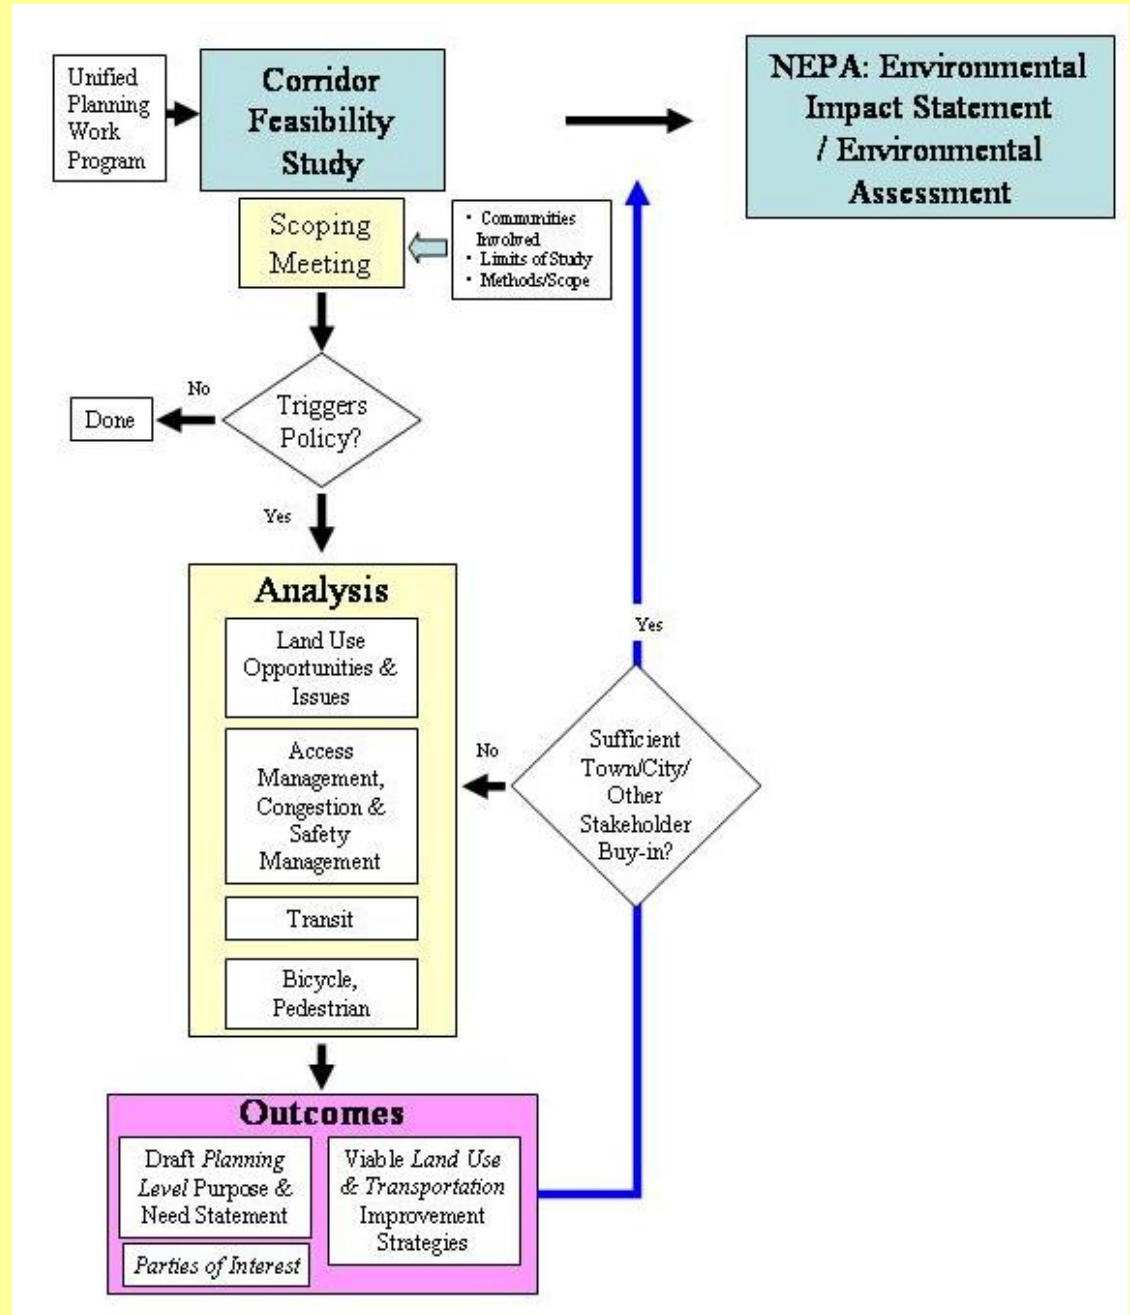 Unified
Planning
Work
Program
Corridor
Feasibility
Study
NEPA: Environmental
Impact Statement
/ Environmental
Assessment
Scoping
Meeting
• Communities
Involved
• Limits of Study
• Methods/Scope
No
Done
Triggers
Policy?
Yes
Analysis
Land Use
Opportunities &
Issues
Access
Management,
Congestion &
Safety
Management
Transit
Bicycle,
Pedestrian
Yes
No
Sufficient
Town/City/
Other
Stakeholder
Buy-in?
Outcomes
Draft Planning
Level Purpose &
Need Statement
Parties of Interest
Viable Land Use
& Transportation
Improvement
Strategies